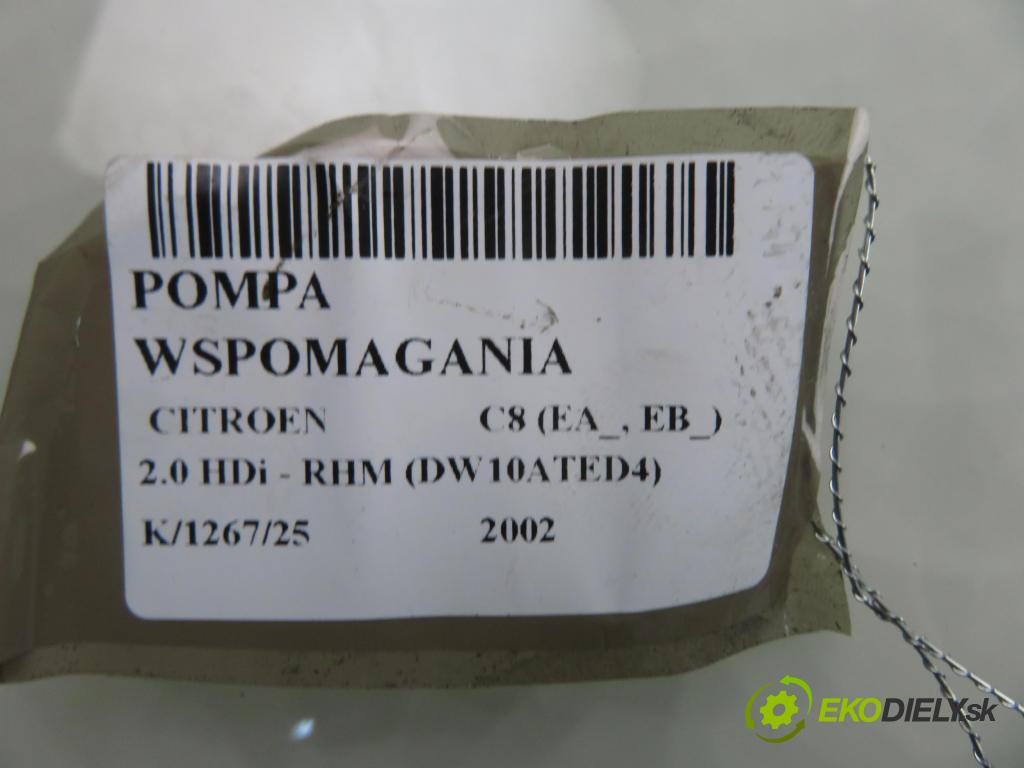 POMPA
WSPOMAGANIA
CITROEN C8 (EA_, EB_)
2.0 HDi - RHM (DW10ATED4)
K/1267/25 2002
EKODIELY.sk